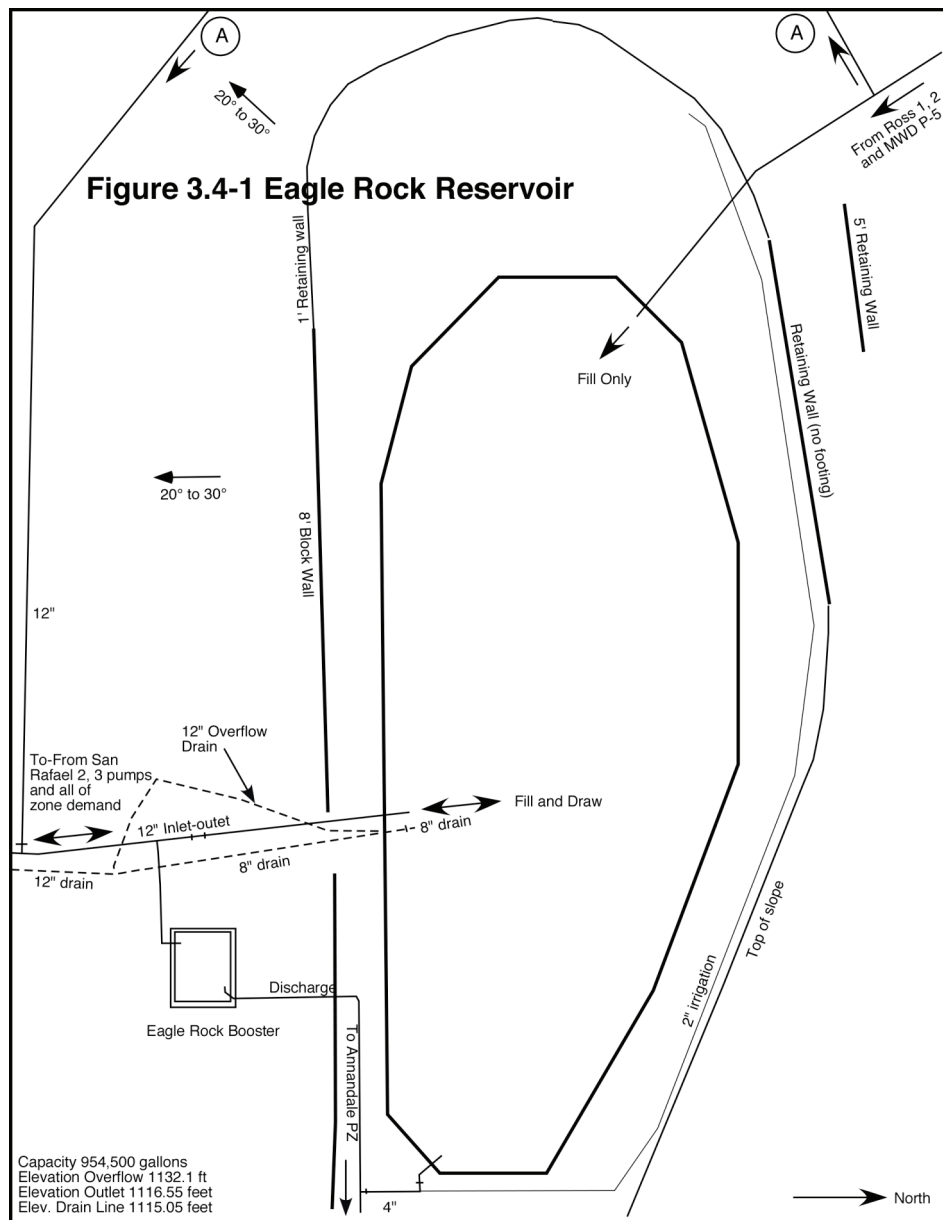 A
A
20° to 30°
From Ross 1, 2
and MWD P-5
Figure 3.4-1 Eagle Rock Reservoir
1' Retaining wall
5' Retaining Wall
Fill Only
Retaining Wall (no footing)
20° to 30°
8' Block Wall
12"
12" Overflow
Drain
To-From San
Rafael 2, 3 pumps
and all of
zone demand
Fill and Draw
12" Inlet-outet
8" drain
8" drain
12" drain
Top of slope
2" irrigation
Discharge
Eagle Rock Booster
To Annandale PZ
Capacity 954,500 gallons
Elevation Overflow 1132.1 ft
Elevation Outlet 1116.55 feet
Elev. Drain Line 1115.05 feet
4"
North